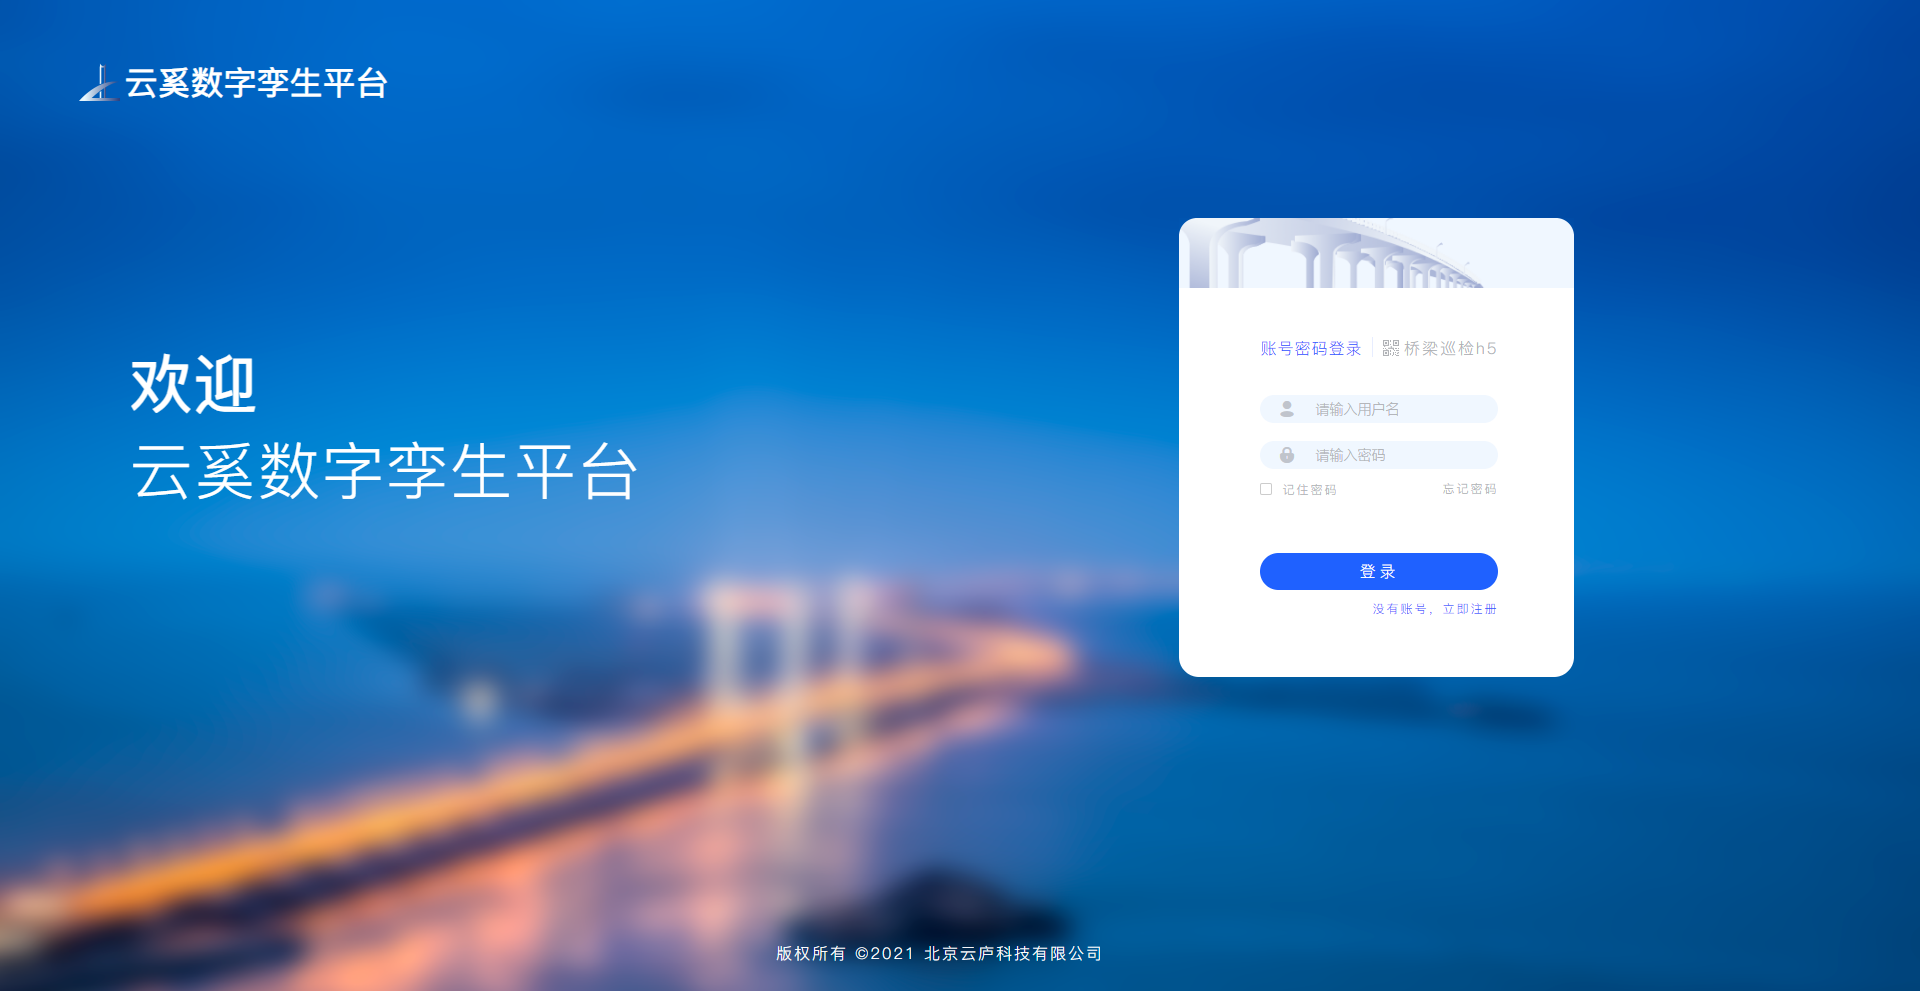 云奚数字孪生平台
欢迎
云奚数字孪生平台
账号密码登录 桥梁巡检h5
请输入用户名
请输入密码
记住密码 忘记密码
登录
没有账号，立即注册
版权所有 ©2021 北京云庐科技有限公司